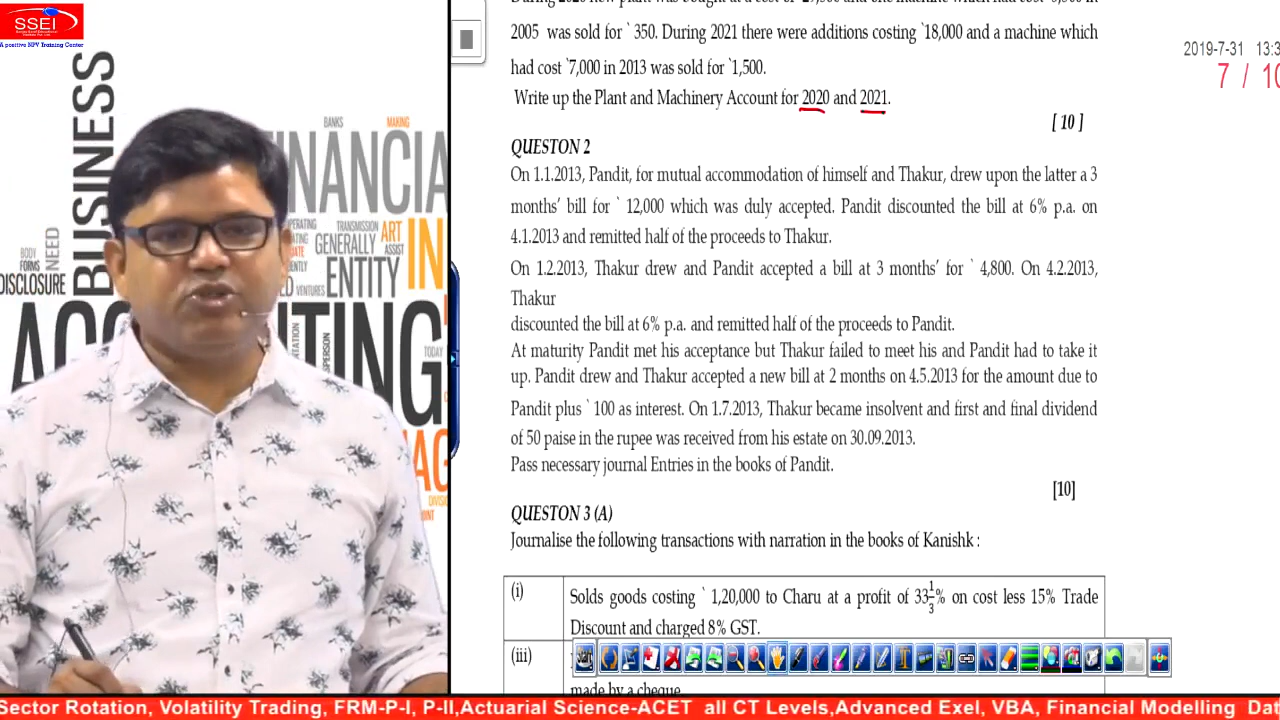 SSEI
A positive NPV Training Center
BUSINESS
FINANCIAL
BANKS
MAKING
OPERATING
TRANSMISSION
GENERALLY
ART
ASSIST
IN
BODY
FORMS
NEED
DISCLOSURE
ENTITY
VENTURES
ACCOUNTING
TODAY
2005 was sold for ` 350. During 2021 there were additions costing `18,000 and a machine which
had cost `7,000 in 2013 was sold for `1,500.
Write up the Plant and Machinery Account for 2020 and 2021.
[ 10 ]
QUESTON 2
On 1.1.2013, Pandit, for mutual accommodation of himself and Thakur, drew upon the latter a 3
months' bill for ` 12,000 which was duly accepted. Pandit discounted the bill at 6% p.a. on
4.1.2013 and remitted half of the proceeds to Thakur.
On 1.2.2013, Thakur drew and Pandit accepted a bill at 3 months' for ` 4,800. On 4.2.2013,
Thakur
discounted the bill at 6% p.a. and remitted half of the proceeds to Pandit.
At maturity Pandit met his acceptance but Thakur failed to meet his and Pandit had to take it
up. Pandit drew and Thakur accepted a new bill at 2 months on 4.5.2013 for the amount due to
Pandit plus ` 100 as interest. On 1.7.2013, Thakur became insolvent and first and final dividend
of 50 paise in the rupee was received from his estate on 30.09.2013.
Pass necessary journal Entries in the books of Pandit.
[10]
QUESTON 3 (A)
Journalise the following transactions with narration in the books of Kanishk :
(i) Solds goods costing ` 1,20,000 to Charu at a profit of 33 1/3% on cost less 15% Trade
Discount and charged 8% GST.
(iii)
made by a cheque
2019-7-31 13:3
7 / 10
Sector Rotation, Volatility Trading, FRM-P-I, P-II,Actuarial Science-ACET all CT Levels,Advanced Exel, VBA, Financial Modelling Dat